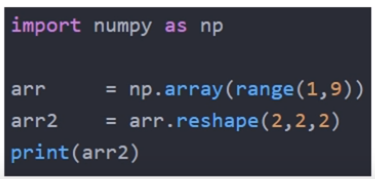 import numpy as np
arr     = np.array(range(1,9))
arr2    = arr.reshape(2,2,2)
print(arr2)